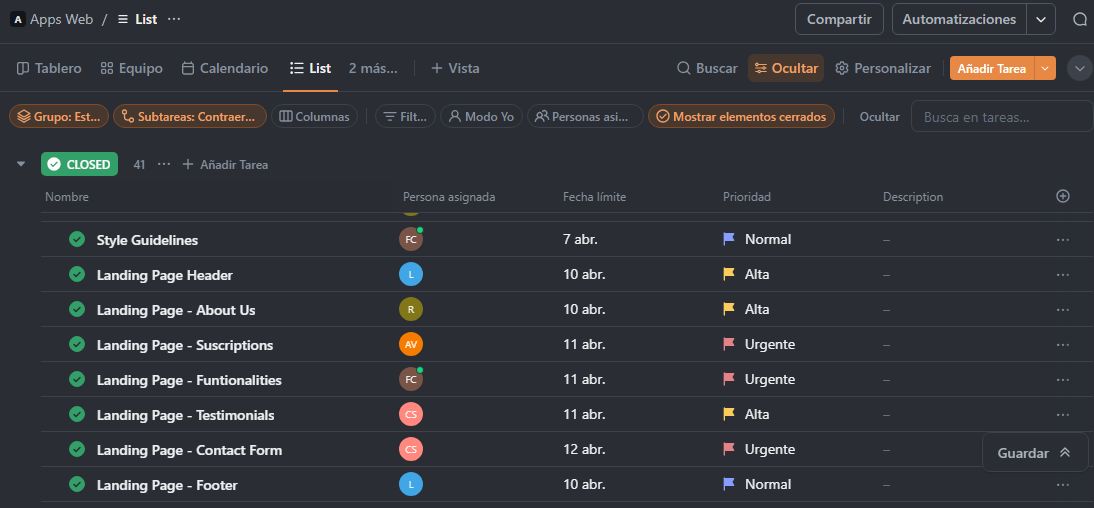 A Apps Web / List ...
Compartir Automatizaciones
Tablero Equipo Calendario List 2 más... + Vista
Buscar Ocultar Personalizar Añadir Tarea
Grupo: Est... Subtareas: Contraer... Columnas Filt... Modo Yo Personas asi... Mostrar elementos cerrados Ocultar Busca en tareas...
CLOSED 41 ... + Añadir Tarea
Nombre Persona asignada Fecha límite Prioridad Description
Style Guidelines FC 7 abr. Normal –
Landing Page Header L 10 abr. Alta –
Landing Page - About Us R 10 abr. Alta –
Landing Page - Suscriptions AV 11 abr. Urgente –
Landing Page - Funtionalities FC 11 abr. Urgente –
Landing Page - Testimonials CS 11 abr. Alta –
Landing Page - Contact Form CS 12 abr. Urgente –
Guardar
Landing Page - Footer L 10 abr. Normal –